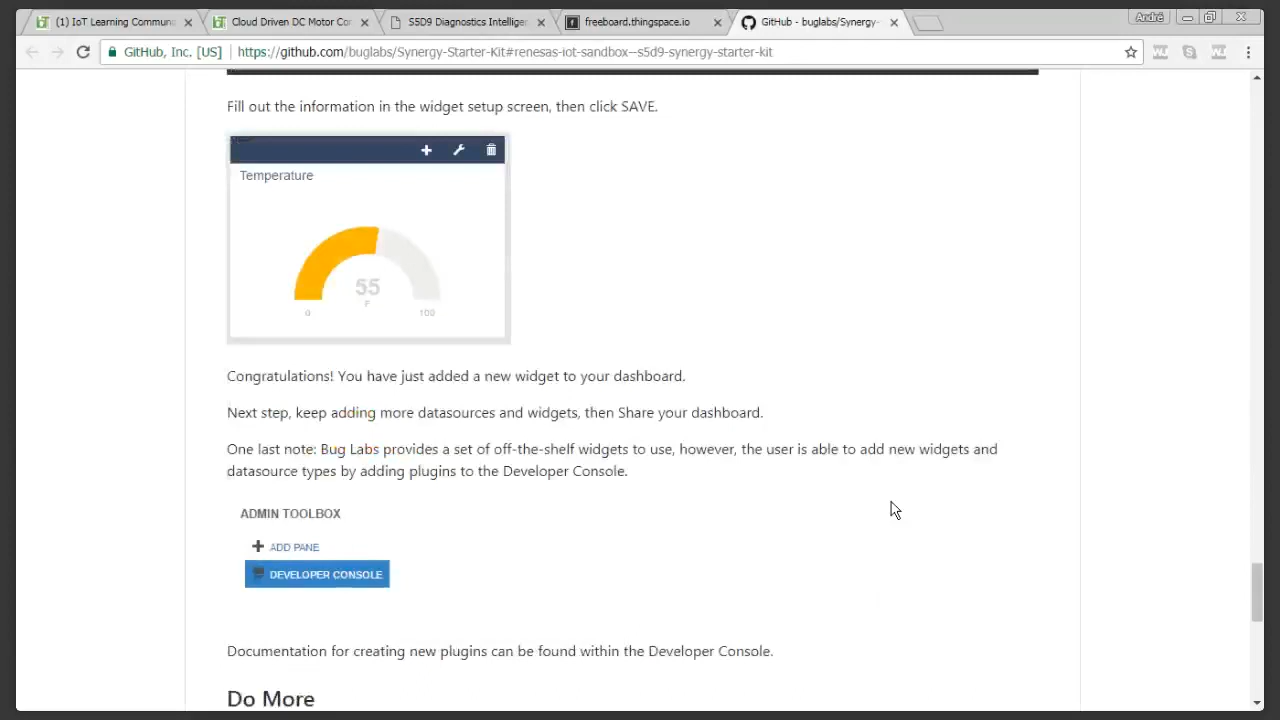 (1) IoT Learning Commun
Cloud Driven DC Motor Co
S5D9 Diagnostics Intellige
freeboard.thingspace.io
GitHub - buglabs/Synergy-
André
GitHub, Inc. [US]
https://github.com/buglabs/Synergy-Starter-Kit#renesas-iot-sandbox--s5d9-synergy-starter-kit
Fill out the information in the widget setup screen, then click SAVE.
Temperature
55
F
0
100
Congratulations! You have just added a new widget to your dashboard.
Next step, keep adding more datasources and widgets, then Share your dashboard.
One last note: Bug Labs provides a set of off-the-shelf widgets to use, however, the user is able to add new widgets and
datasource types by adding plugins to the Developer Console.
ADMIN TOOLBOX
ADD PANE
DEVELOPER CONSOLE
Documentation for creating new plugins can be found within the Developer Console.
Do More